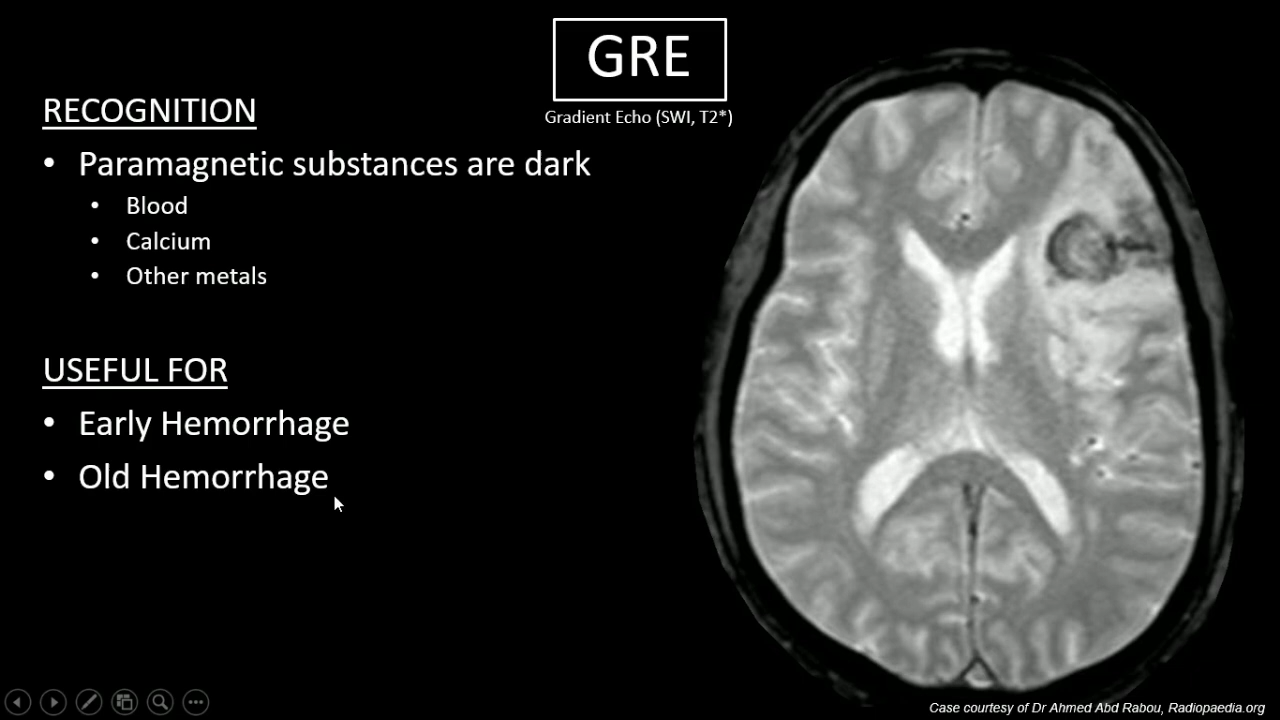 GRE
Gradient Echo (SWI, T2*)
RECOGNITION
• Paramagnetic substances are dark
• Blood
• Calcium
• Other metals
USEFUL FOR
• Early Hemorrhage
• Old Hemorrhage
Case courtesy of Dr Ahmed Abd Rabou, Radiopaedia.org